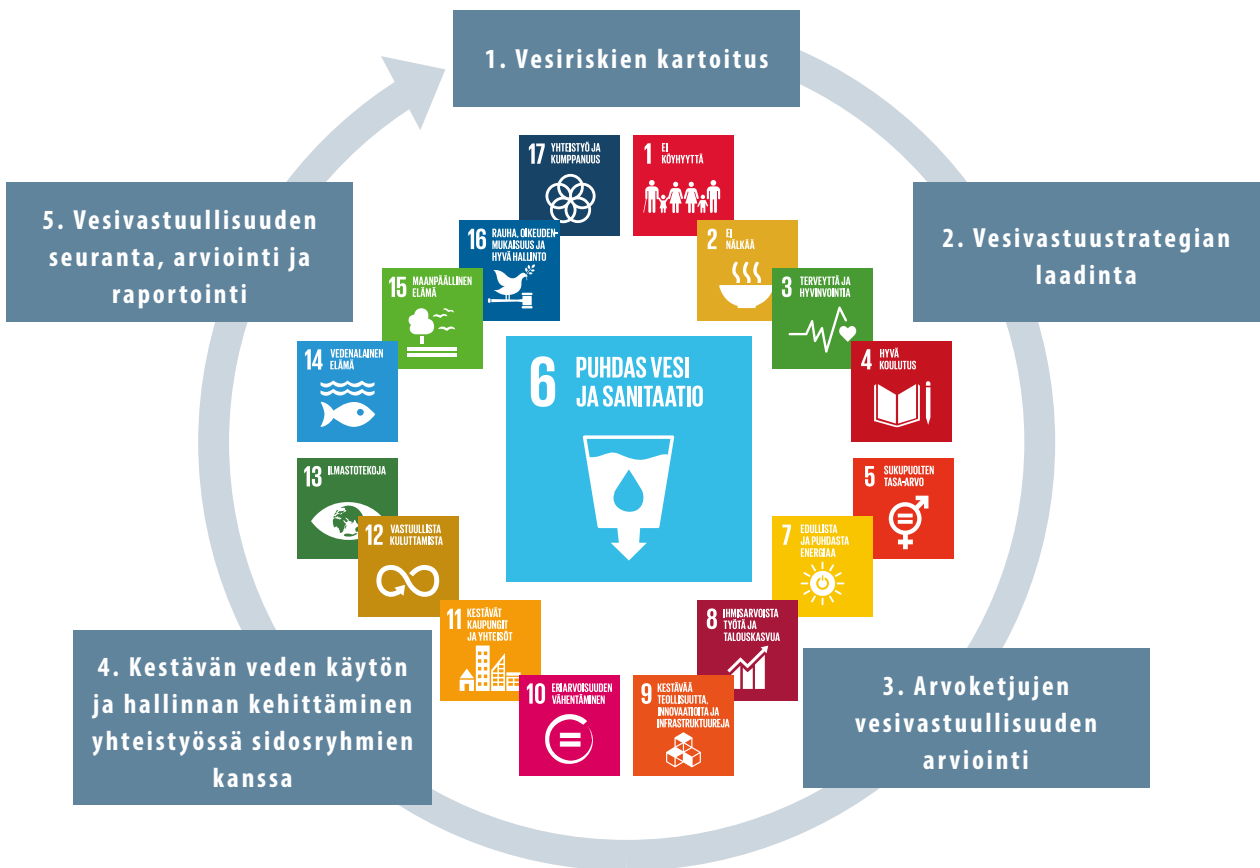 1. Vesiriskien kartoitus
2. Vesivastuustrategian
laadinta
3. Arvoketjujen
vesivastuullisuuden
arviointi
4. Kestävän veden käytön
ja hallinnan kehittäminen
yhteistyössä sidosryhmien
kanssa
5. Vesivastuullisuuden
seuranta, arviointi ja
raportointi
1 EI
KÖYHYYTTÄ
2 EI
NÄLKÄÄ
3 TERVEYTTÄ JA
HYVINVOINTIA
4 HYVÄ
KOULUTUS
5 SUKUPUOLTEN
TASA-ARVO
6 PUHDAS VESI
JA SANITAATIO
7 EDULLISTA
JA PUHDASTA
ENERGIAA
8 IHMISARVOISTA
TYÖTÄ JA
TALOUSKASVUA
9 KESTÄVÄÄ
TEOLLISUUTTA,
INNOVAATIOITA JA
INFRASTRUKTUUREJA
10 ERIARVOISUUDEN
VÄHENTÄMINEN
11 KESTÄVÄT
KAUPUNGIT
JA YHTEISÖT
12 VASTUULLISTA
KULUTTAMISTA
13 ILMASTOTEKOJA
14 VEDENALAINEN
ELÄMÄ
15 MAANPÄÄLLINEN
ELÄMÄ
16 RAUHA, OIKEUDEN-
MUKAISUUS JA
HYVÄ HALLINTO
17 YHTEISTYÖ JA
KUMPPANUUS